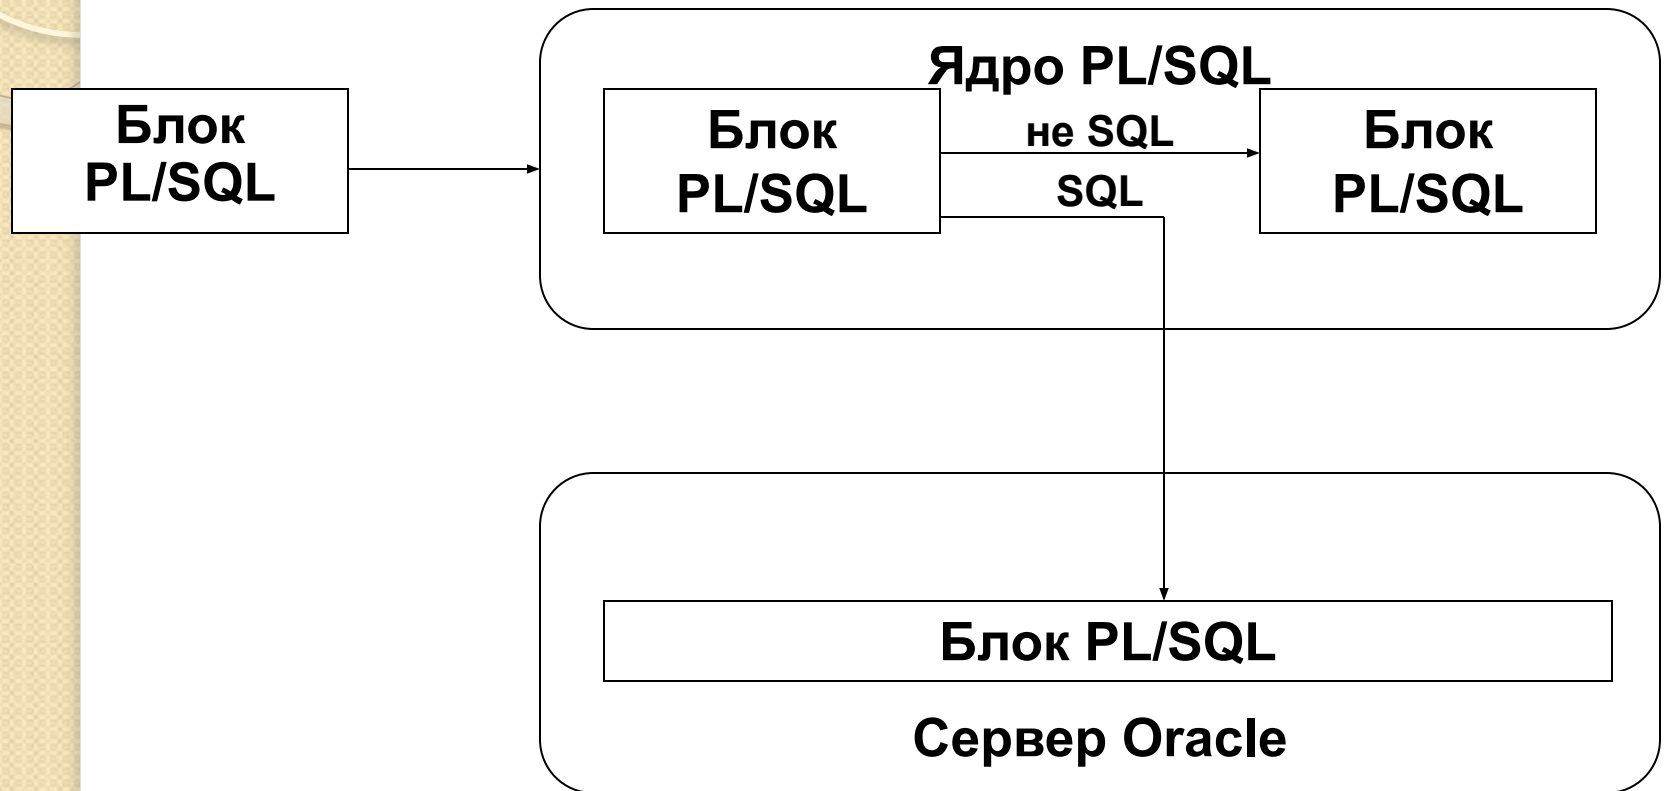 Ядро PL/SQL
Блок
PL/SQL
Блок
PL/SQL
не SQL
SQL
Блок
PL/SQL
Блок PL/SQL
Сервер Oracle